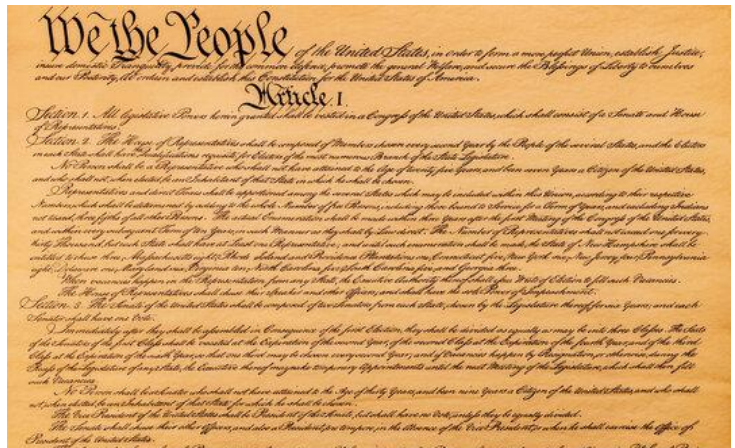 We the People of the United States, in order to form a more perfect Union, establish Justice,
insure domestic Tranquility, provide for the common defence, promote the general Welfare, and secure the Blessings of Liberty to ourselves
and our Posterity, do ordain and establish this Constitution for the United States of America.
Article. I.
Section. 1. All legislative Powers herein granted shall be vested in a Congress of the United States, which shall consist of a Senate and House
of Representatives.
Section. 2. The House of Representatives shall be composed of Members chosen every second Year by the People of the several States, and the Electors
in each State shall have Qualifications requisite for Electors of the most numerous Branch of the State Legislature.
No Person shall be a Representative who shall not have attained to the Age of twenty five Years, and been seven Years a Citizen of the United States,
and who shall not, when elected, be an Inhabitant of that State in which he shall be chosen.
Representatives and direct Taxes shall be apportioned among the several States which may be included within this Union, according to their respective
Numbers, which shall be determined by adding to the whole Number of free Persons, including those bound to Service for a Term of Years, and excluding Indians
not taxed, three fifths of all other Persons. The actual Enumeration shall be made within three Years after the first Meeting of the Congress of the United States,
and within every subsequent Term of ten Years, in such Manner as they shall by Law direct. The Number of Representatives shall not exceed one for every
thirty Thousand, but each State shall have at Least one Representative; and until such enumeration shall be made, the State of New Hampshire shall be
entitled to chuse three, Massachusetts eight, Rhode Island and Providence Plantations one, Connecticut five, New York six, New Jersey four, Pennsylvania
eight, Delaware one, Maryland six, Virginia ten, North Carolina five, South Carolina five, and Georgia three.
When vacancies happen in the Representation from any State, the Executive Authority thereof shall issue Writs of Election to fill such Vacancies.
The House of Representatives shall chuse their Speaker and other Officers; and shall have the sole Power of Impeachment.
Section. 3. The Senate of the United States shall be composed of two Senators from each State, chosen by the Legislature thereof, for six Years; and each
Senator shall have one Vote.
Immediately after they shall be assembled in Consequence of the first Election, they shall be divided as equally as may be into three Classes. The Seats
of the Senators of the first Class shall be vacated at the Expiration of the second Year, of the second Class at the Expiration of the fourth Year, and of the third
Class at the Expiration of the sixth Year, so that one third may be chosen every second Year; and if Vacancies happen by Resignation, or otherwise, during the
Recess of the Legislature of any State, the Executive thereof may make temporary Appointments until the next Meeting of the Legislature, which shall then fill
such Vacancies.
No Person shall be a Senator who shall not have attained to the Age of thirty Years, and been nine Years a Citizen of the United States, and who shall
not, when elected, be an Inhabitant of that State for which he shall be chosen.
The Vice President of the United States shall be President of the Senate, but shall have no Vote, unless they be equally divided.
The Senate shall chuse their other Officers, and also a President pro tempore, in the Absence of the Vice President, or when he shall exercise the Office of
President of the United States.